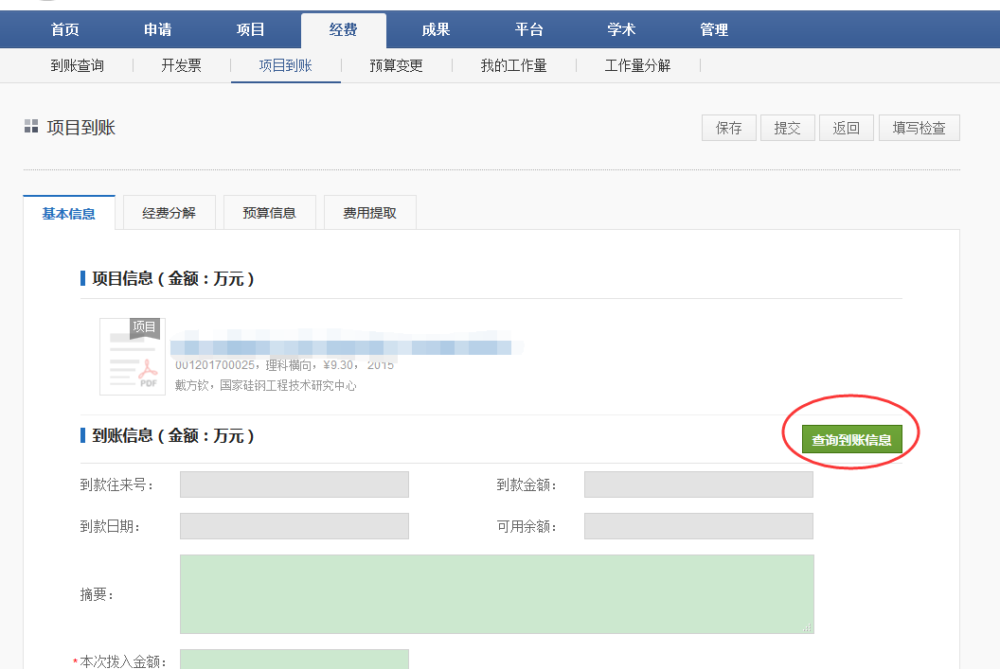 首页 申请 项目 经费 成果 平台 学术 管理
到账查询 开发票 项目到账 预算变更 我的工作量 工作量分解
项目到账 保存 提交 返回 填写检查
基本信息 经费分解 预算信息 费用提取
项目信息（金额：万元）
项目
PDF
001201700025，理科横向，¥9.30， 2015
戴方钦，国家硅钢工程技术研究中心
到账信息（金额：万元） 查询到账信息
到款往来号： 到款金额：
到款日期： 可用余额：
摘要：
*本次拨入金额：